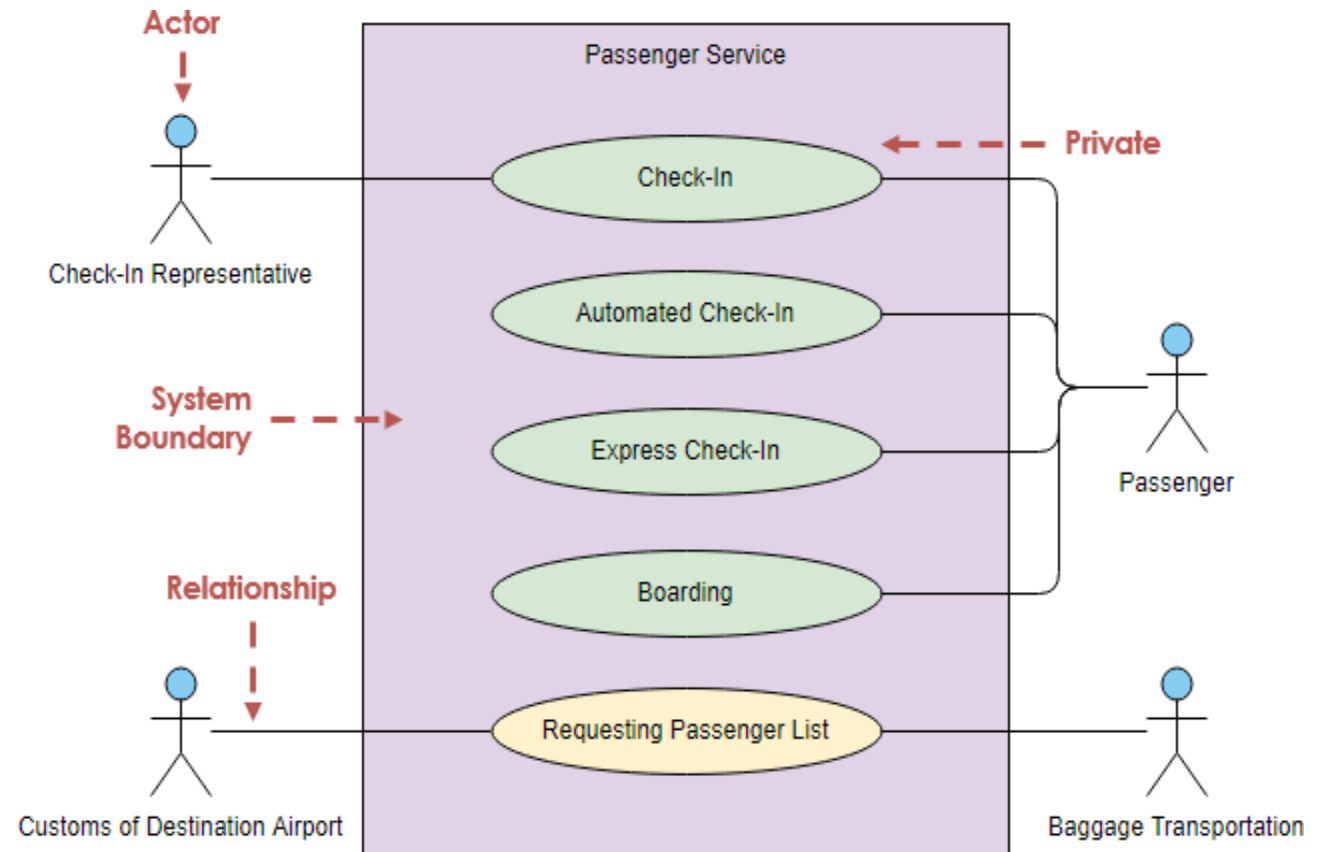 Actor
Passenger Service
Private
Check-In
Check-In Representative
Automated Check-In
System
Boundary
Express Check-In
Passenger
Relationship
Boarding
Requesting Passenger List
Customs of Destination Airport
Baggage Transportation